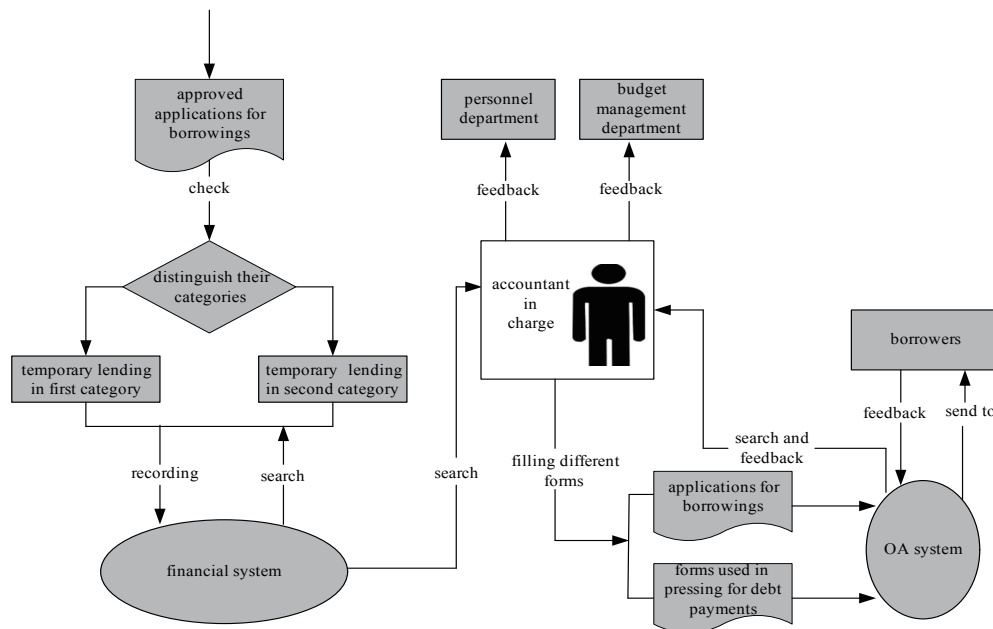 approved
applications for
borrowings
check
distinguish their
categories
temporary lending
in first category
temporary lending
in second category
recording
search
financial system
search
personnel
department
budget
management
department
feedback
feedback
accountant
in
charge
filling different
forms
applications for
borrowings
forms used in
pressing for debt
payments
search and
feedback
borrowers
feedback
send to
OA system